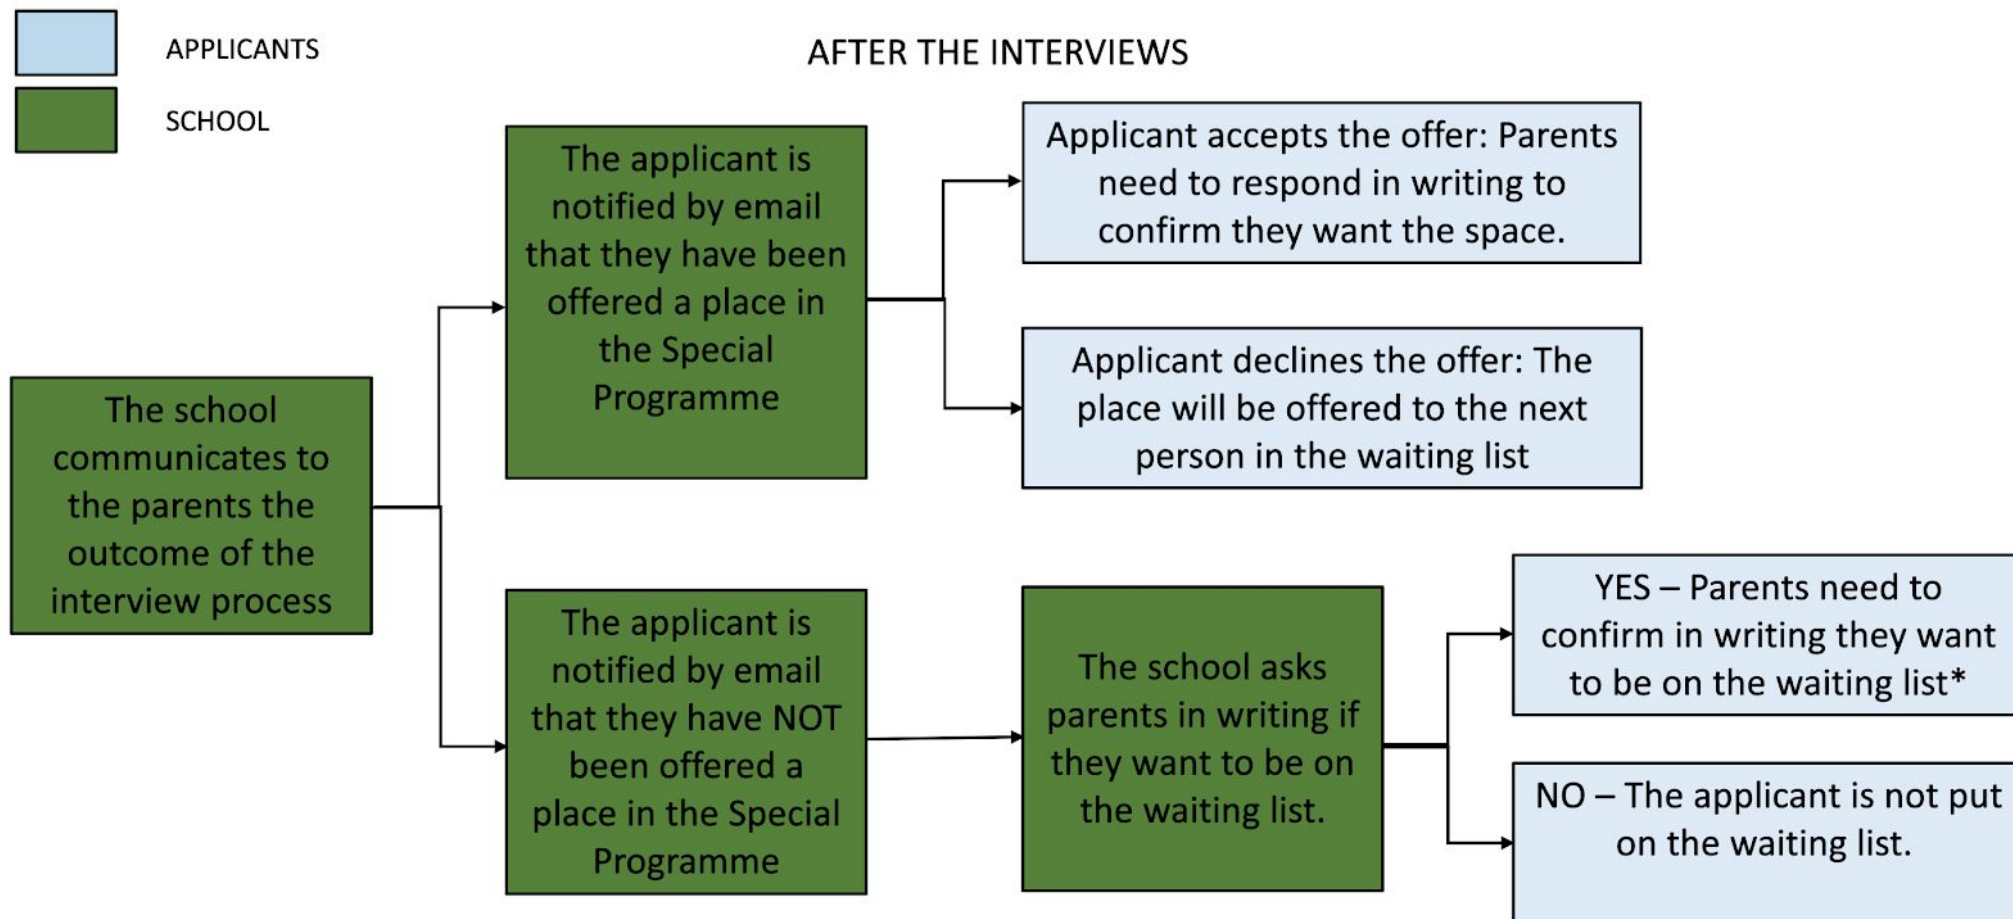 APPLICANTS
SCHOOL
AFTER THE INTERVIEWS
The school
communicates to
the parents the
outcome of the
interview process
The applicant is
notified by email
that they have been
offered a place in
the Special
Programme
Applicant accepts the offer: Parents
need to respond in writing to
confirm they want the space.
Applicant declines the offer: The
place will be offered to the next
person in the waiting list
The applicant is
notified by email
that they have NOT
been offered a
place in the Special
Programme
The school asks
parents in writing if
they want to be on
the waiting list.
YES – Parents need to
confirm in writing they want
to be on the waiting list*
NO – The applicant is not put
on the waiting list.